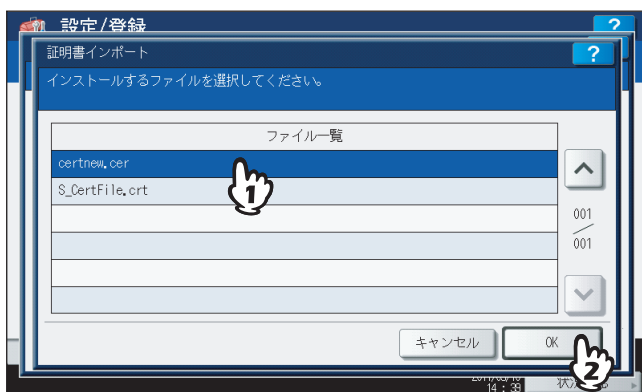 設定/登録
?
証明書インポート
?
インストールするファイルを選択してください。
ファイル一覧
certnew.cer
1
S_CertFile.crt
001
001
キャンセル
OK
2
14 : 39